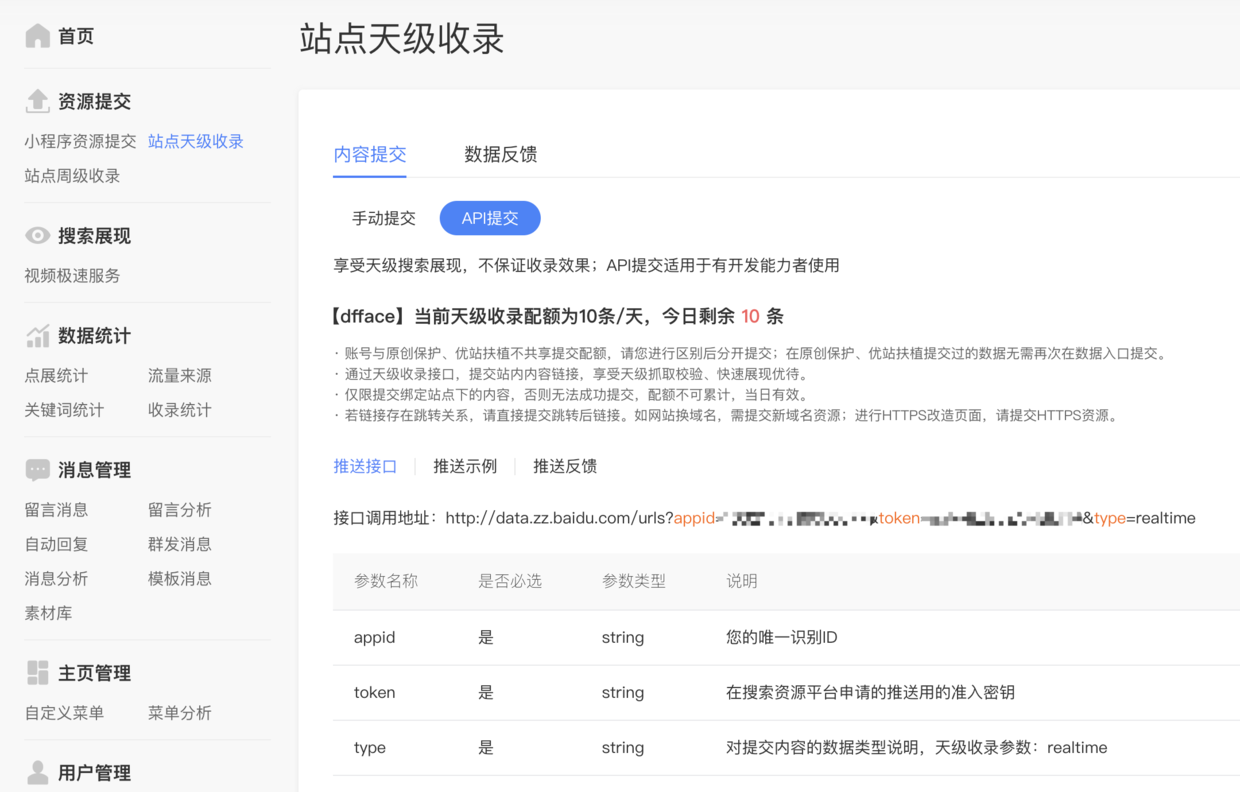 首页
资源提交
小程序资源提交 站点天级收录
站点周级收录
搜索展现
视频极速服务
数据统计
点展统计 流量来源
关键词统计 收录统计
消息管理
留言消息 留言分析
自动回复 群发消息
消息分析 模板消息
素材库
主页管理
自定义菜单 菜单分析
用户管理
站点天级收录
内容提交 数据反馈
手动提交 API提交
享受天级搜索展现，不保证收录效果；API提交适用于有开发能力者使用
【dfface】当前天级收录配额为10条/天，今日剩余 10 条
· 账号与原创保护、优站扶植不共享提交配额，请您进行区别后分开提交；在原创保护、优站扶植提交过的数据无需再次在数据入口提交。
· 通过天级收录接口，提交站内内容链接，享受天级抓取校验、快速展现优待。
· 仅限提交绑定站点下的内容，否则无法成功提交，配额不可累计，当日有效。
· 若链接存在跳转关系，请直接提交跳转后链接。如网站换域名，需提交新域名资源；进行HTTPS改造页面，请提交HTTPS资源。
推送接口 推送示例 推送反馈
接口调用地址：http://data.zz.baidu.com/urls?appid= &token= &type=realtime
参数名称 是否必选 参数类型 说明
appid 是 string 您的唯一识别ID
token 是 string 在搜索资源平台申请的推送用的准入密钥
type 是 string 对提交内容的数据类型说明，天级收录参数：realtime